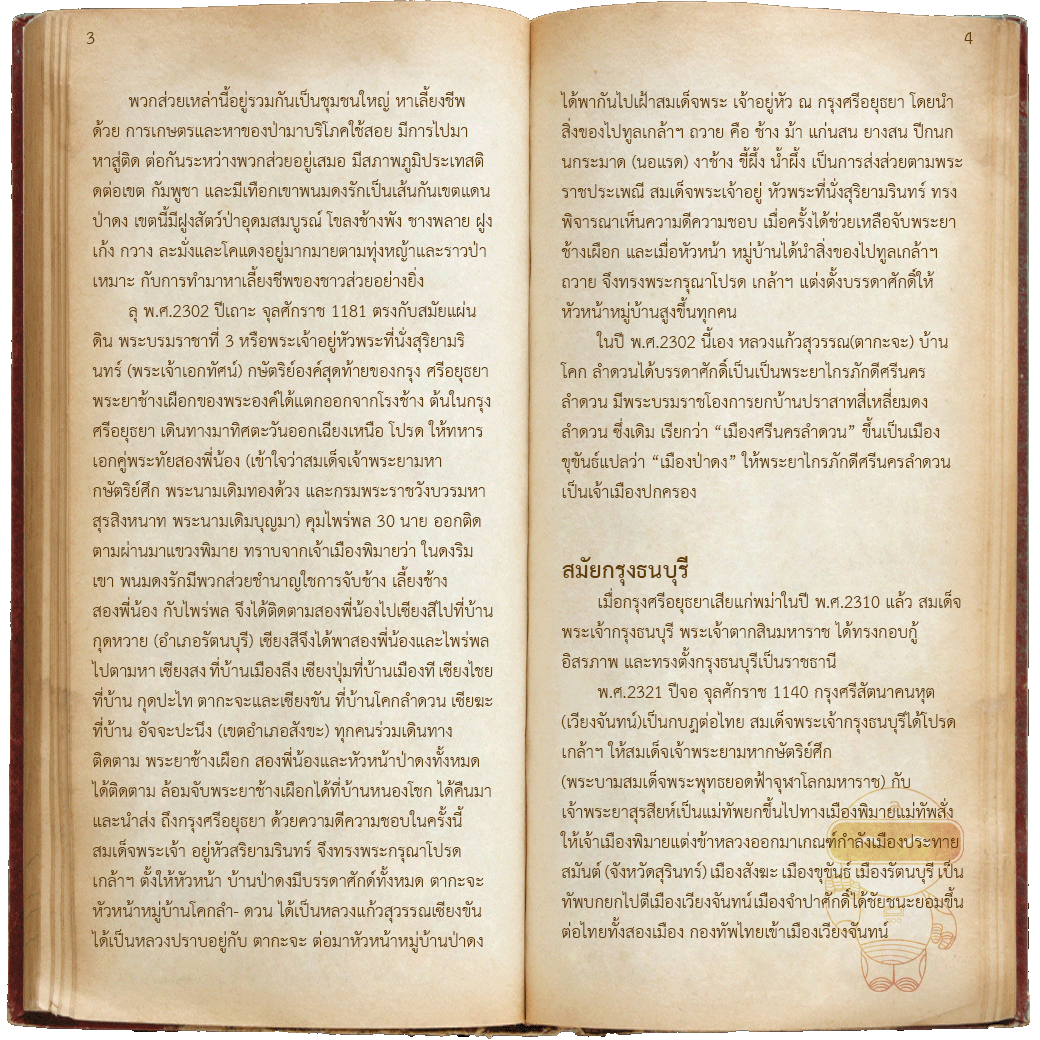 3
พวกส่วยเหล่านี้อยู่รวมกันเป็นชุมชนใหญ่ หาเลี้ยงชีพ
ด้วย การเกษตรและหาของป่ามาบริโภคใช้สอย มีการไปมา
หาสู่ติด ต่อกันระหว่างพวกส่วยอยู่เสมอ มีสภาพภูมิประเทสติ
ดต่อเขต กัมพูชา และมีเทือกเขาพนมดงรักเป็นเส้นกันเขตแดน
ป่าดง เขตนี้มีฝูงสัตว์ป่าอุดมสมบูรณ์ โขลงช้างพัง ชางพลาย ฝูง
เก้ง กวาง ละมั่งและโคแดงอยู่มากมายตามทุ่งหญ้าและราวป่า
เหมาะ กับการทำมาหาเลี้ยงชีพของชาวส่วยอย่างยิ่ง
ลุ พ.ศ.2302 ปีเถาะ จุลศักราช 1181 ตรงกับสมัยแผ่น
ดิน พระบรมราชาที่ 3 หรือพระเจ้าอยู่หัวพระที่นั่งสุริยามริ
นทร์ (พระเจ้าเอกทัศน์) กษัตริย์องค์สุดท้ายของกรุง ศรีอยุธยา
พระยาช้างเผือกของพระองค์ได้แตกออกจากโรงช้าง ต้นในกรุง
ศรีอยุธยา เดินทางมาทิศตะวันออกเฉียงเหนือ โปรด ให้ทหาร
เอกคู่พระทัยสองพี่น้อง (เข้าใจว่าสมเด็จเจ้าพระยามหา
กษัตริย์ศึก พระนามเดิมทองด้วง และกรมพระราชวังบวรมหา
สุรสิงหนาท พระนามเดิมบุญมา) คุมไพร่พล 30 นาย ออกติด
ตามผ่านมาแขวงพิมาย ทราบจากเจ้าเมืองพิมายว่า ในดงริม
เขา พนมดงรักมีพวกส่วยชำนาญใชการจับช้าง เลี้ยงช้าง
สองพี่น้อง กับไพร่พล จึงได้ติดตามสองพี่น้องไปเซียงสีไปที่บ้าน
กุดหวาย (อำเภอรัตนบุรี) เซียงสีจึงได้พาสองพี่น้องและไพร่พล
ไปตามหา เซียงสง ที่บ้านเมืองลึง เซียงปุ่มที่บ้านเมืองที เซียงไชย
ที่บ้าน กุดปะไท ตากะจะและเซียงขัน ที่บ้านโคกลำดวน เซียฆะ
ที่บ้าน อัจจะปะนึง (เขตอำเภอสังขะ) ทุกคนร่วมเดินทาง
ติดตาม พระยาช้างเผือก สองพี่น้องและหัวหน้าป่าดงทั้งหมด
ได้ติดตาม ล้อมจับพระยาช้างเผือกได้ที่บ้านหนองโชก ได้คืนมา
และนำส่ง ถึงกรุงศรีอยุธยา ด้วยความดีความชอบในครั้งนี้
สมเด็จพระเจ้า อยู่หัวสริยามรินทร์ จึงทรงพระกรุณาโปรด
เกล้าฯ ตั้งให้หัวหน้า บ้านป่าดงมีบรรดาศักด์ทั้งหมด ตากะจะ
หัวหน้าหมู่บ้านโคกลำ- ดวน ได้เป็นหลวงแก้วสุวรรณเซียงขัน
ได้เป็นหลวงปราบอยู่กับ ตากะจะ ต่อมาหัวหน้าหมู่บ้านป่าดง
4
ได้พากันไปเฝ้าสมเด็จพระ เจ้าอยู่หัว ณ กรุงศรีอยุธยา โดยนำ
สิ่งของไปทูลเกล้าฯ ถวาย คือ ช้าง ม้า แก่นสน ยางสน ปีกนก
นกระมาด (นอแรด) งาช้าง ขี้ผึ้ง น้ำผึ้ง เป็นการส่งส่วยตามพระ
ราชประเพณี สมเด็จพระเจ้าอยู่ หัวพระที่นั่งสุริยามรินทร์ ทรง
พิจารณาเห็นความดีความชอบ เมื่อครั้งได้ช่วยเหลือจับพระยา
ช้างเผือก และเมื่อหัวหน้า หมู่บ้านได้นำสิ่งของไปทูลเกล้าฯ
ถวาย จึงทรงพระกรุณาโปรด เกล้าฯ แต่งตั้งบรรดาศักดิ์ให้
หัวหน้าหมู่บ้านสูงขึ้นทุกคน
ในปี พ.ศ.2302 นี้เอง หลวงแก้วสุวรรณ(ตากะจะ) บ้าน
โคก ลำดวนได้บรรดาศักดิ์เป็นเป็นพระยาไกรภักดีศรีนคร
ลำดวน มีพระบรมราชโองการยกบ้านปราสาทสี่เหลี่ยมดง
ลำดวน ซึ่งเดิม เรียกว่า “เมืองศรีนครลำดวน” ขึ้นเป็นเมือง
ขุขันธ์แปลว่า “เมืองป่าดง” ให้พระยาไกรภักดีศรีนครลำดวน
เป็นเจ้าเมืองปกครอง
สมัยกรุงธนบุรี
เมื่อกรุงศรีอยุธยาเสียแก่พม่าในปี พ.ศ.2310 แล้ว สมเด็จ
พระเจ้ากรุงธนบุรี พระเจ้าตากสินมหาราช ได้ทรงกอบกู้
อิสรภาพ และทรงตั้งกรุงธนบุรีเป็นราชธานี
พ.ศ.2321 ปีจอ จุลศักราช 1140 กรุงศรีสัตนาคนหุต
(เวียงจันทน์)เป็นกบฎต่อไทย สมเด็จพระเจ้ากรุงธนบุรีได้โปรด
เกล้าฯ ให้สมเด็จเจ้าพระยามหากษัตริย์ศึก
(พระบามสมเด็จพระพุทธยอดฟ้าจุฬาโลกมหาราช) กับ
เจ้าพระยาสุรสีย์ห์เป็นแม่ทัพยกขึ้นไปทางเมืองพิมายแม่ทัพสั่ง
ให้เจ้าเมืองพิมายแต่งข้าหลวงออกมาเกณฑ์กำลังเมืองประทาย
สมันต์ (จังหวัดสุรินทร์) เมืองสังฆะ เมืองขุขันธ์ เมืองรัตนบุรี เป็น
ทัพบกยกไปตีเมืองเวียงจันทน์ เมืองจำปาศักดิ์ได้ชัยชนะยอมขึ้น
ต่อไทยทั้งสองเมือง กองทัพไทยเข้าเมืองเวียงจันทน์